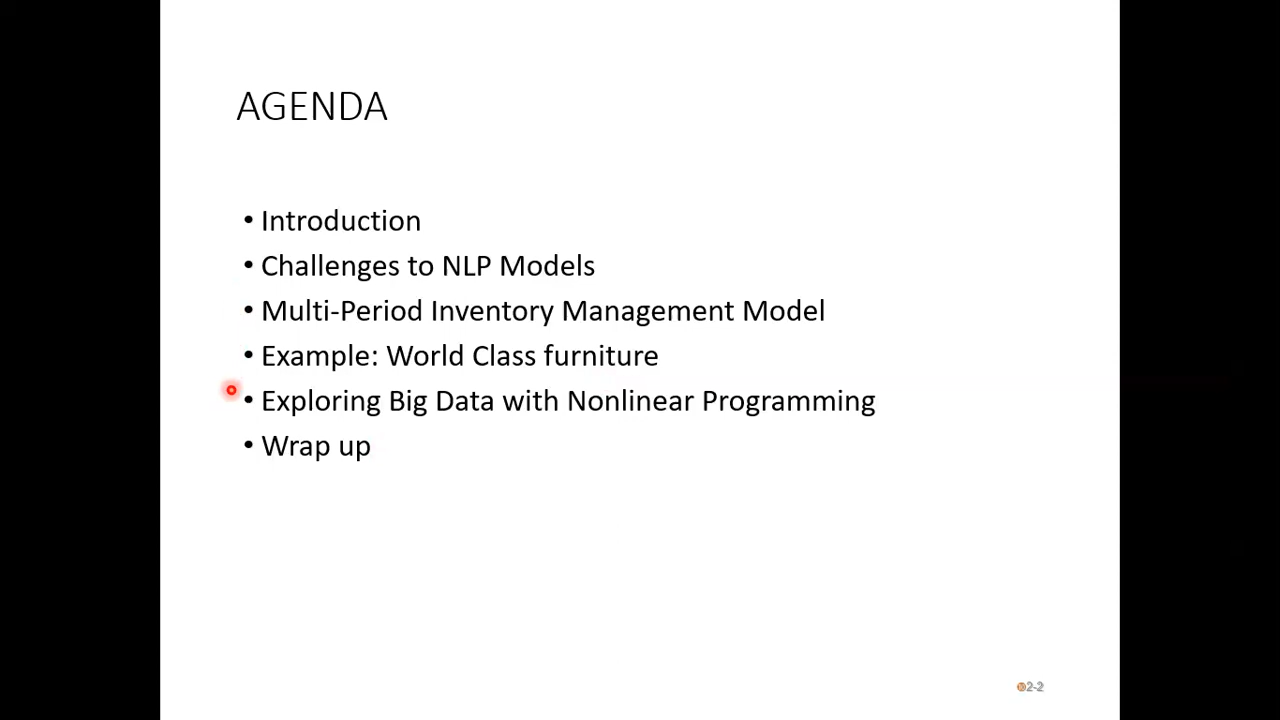 AGENDA
• Introduction
• Challenges to NLP Models
• Multi-Period Inventory Management Model
• Example: World Class furniture
• Exploring Big Data with Nonlinear Programming
• Wrap up
2-2